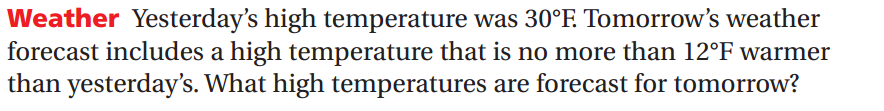 Weather Yesterday's high temperature was 30°F. Tomorrow's weather
forecast includes a high temperature that is no more than 12°F warmer
than yesterday's. What high temperatures are forecast for tomorrow?